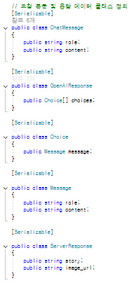 // 요청 본문 및 응답 데이터 클래스 정의
[Serializable]
참조 5개
public class ChatMessage
{
public string role;
public string content;
}
[Serializable]
public class OpenAIResponse
{
public Choice[] choices;
}
[Serializable]
public class Choice
{
public Message message;
}
[Serializable]
public class Message
{
public string role;
public string content;
}
[Serializable]
public class ServerResponse
{
public string story;
public string image_url;
}